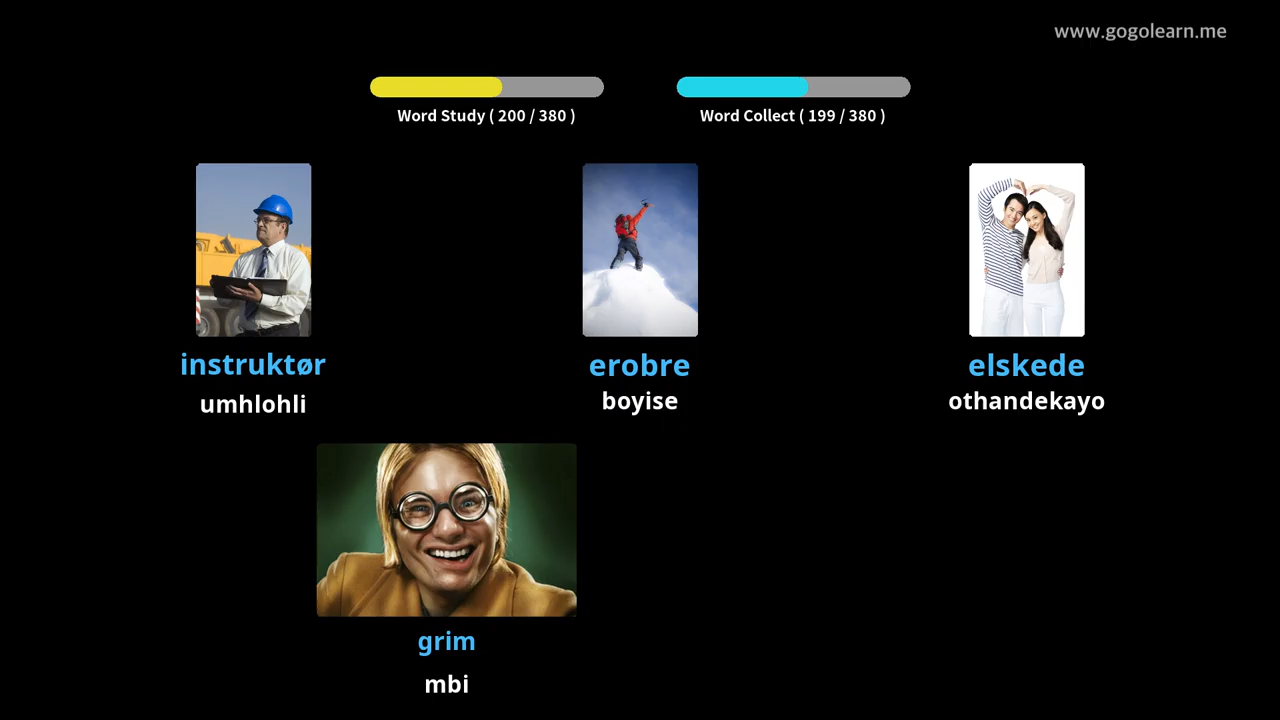 www.gogolearn.me
Word Study ( 200 / 380 )
Word Collect ( 199 / 380 )
instruktør
umhlohli
erobre
boyise
elskede
othandekayo
grim
mbi